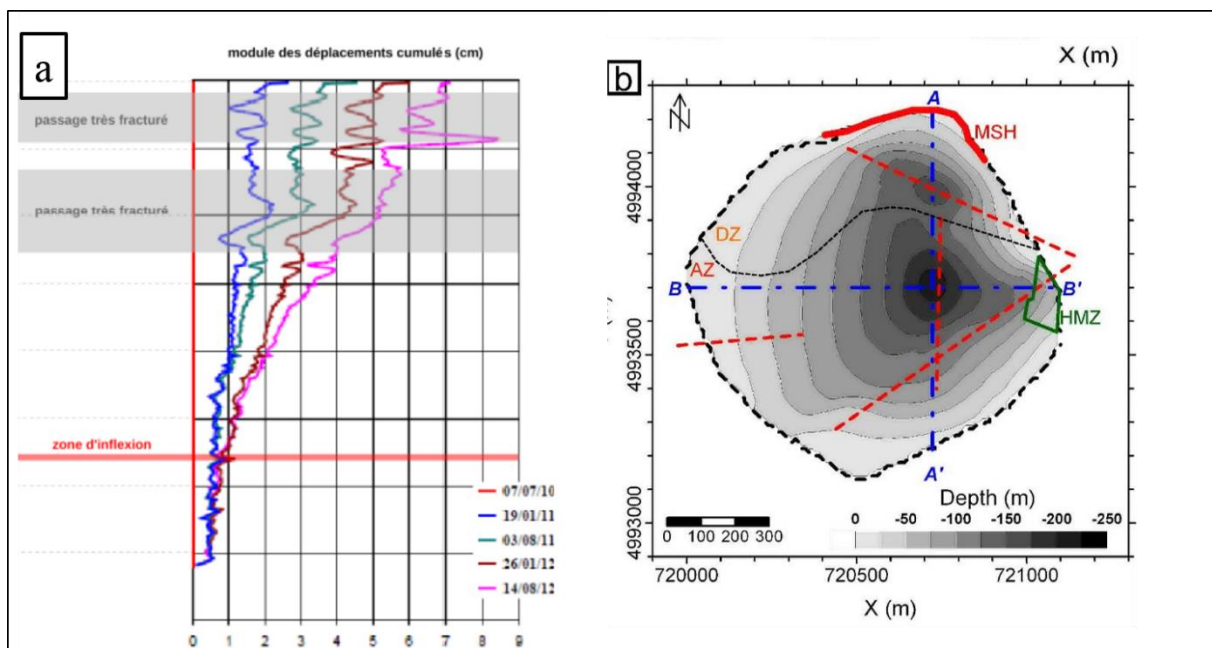 a
module des déplacements cumulés (cm)
passage très fracturé
passage très fracturé
zone d'inflexion
07/07/10
19/01/11
03/08/11
26/01/12
14/08/12
0 1 2 3 4 5 6 7 8 9
b
X (m)
N
A
MSH
DZ
AZ
B
B'
HMZ
A'
4994000
4993500
4993000
Depth (m)
0 -50 -100 -150 -200 -250
0 100 200 300
720000 720500 721000
X (m)